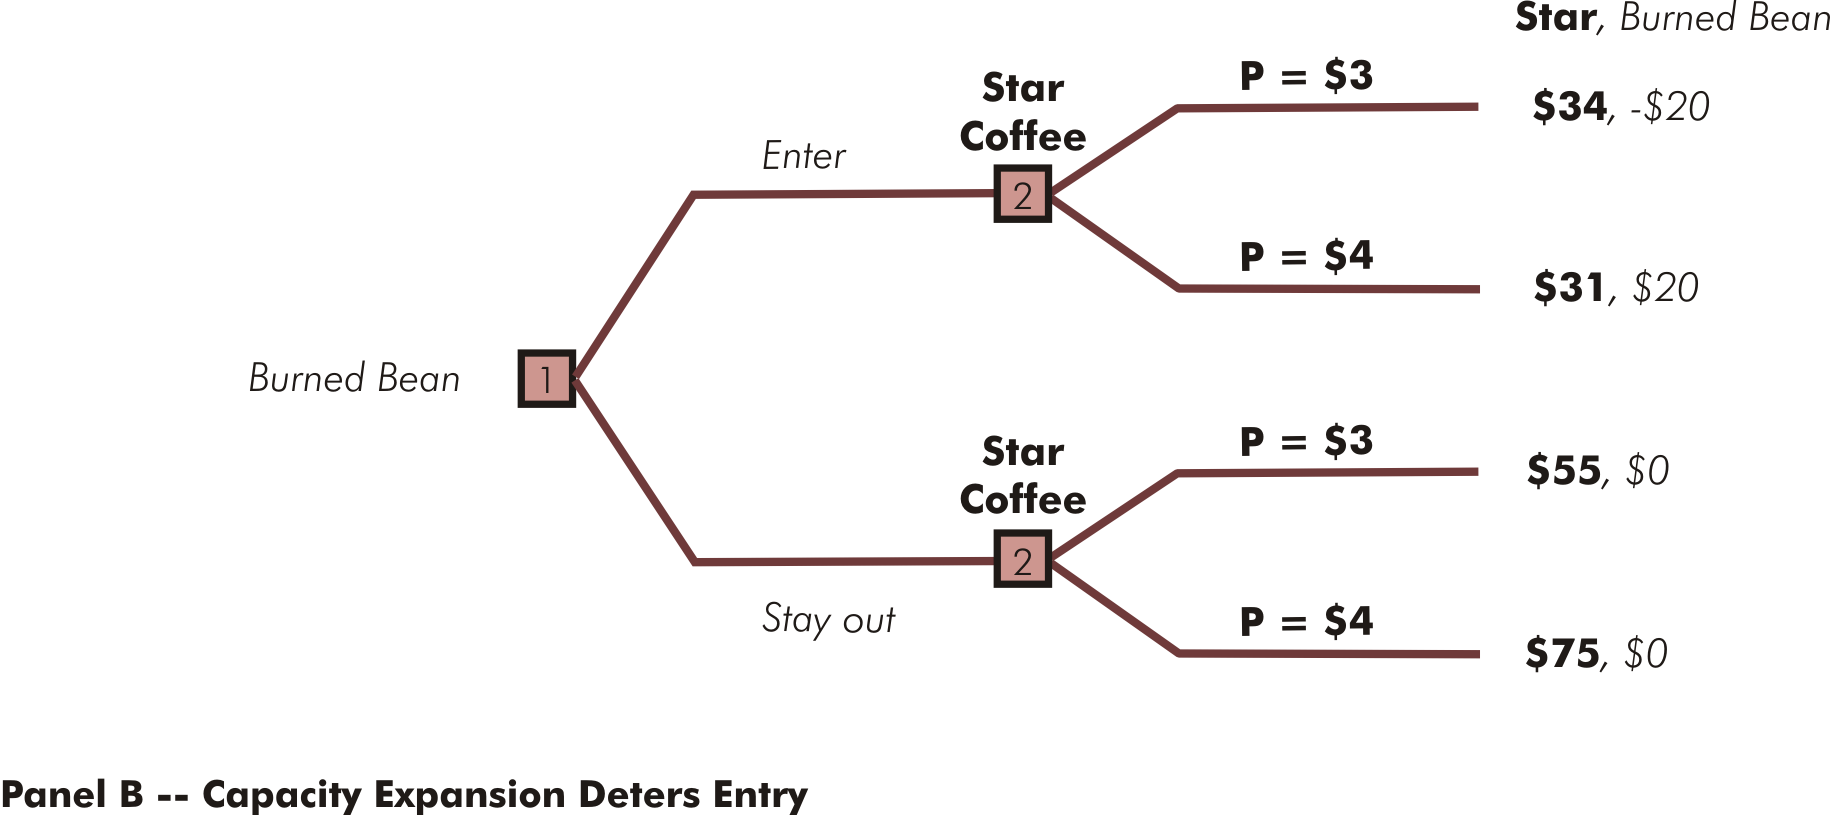 Star, Burned Bean
P = $3
Star
Coffee
$34, -$20
Enter
2
P = $4
$31, $20
Burned Bean
1
P = $3
Star
Coffee
$55, $0
2
Stay out
P = $4
$75, $0
Panel B -- Capacity Expansion Deters Entry